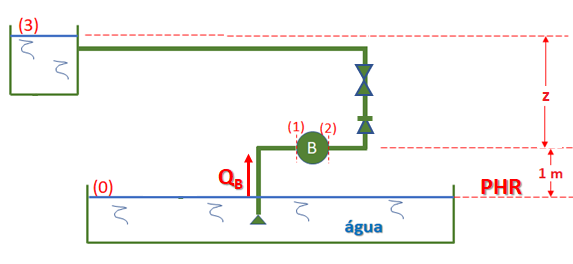 (3)
z
(1) (2)
B
Q_B
1 m
(0)
PHR
água